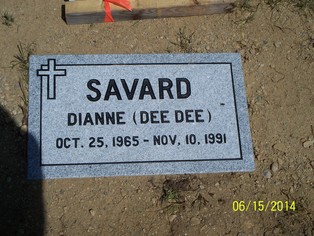 SAVARD
DIANNE (DEE DEE)
OCT. 25, 1965 - NOV. 10, 1991
06/15/2014